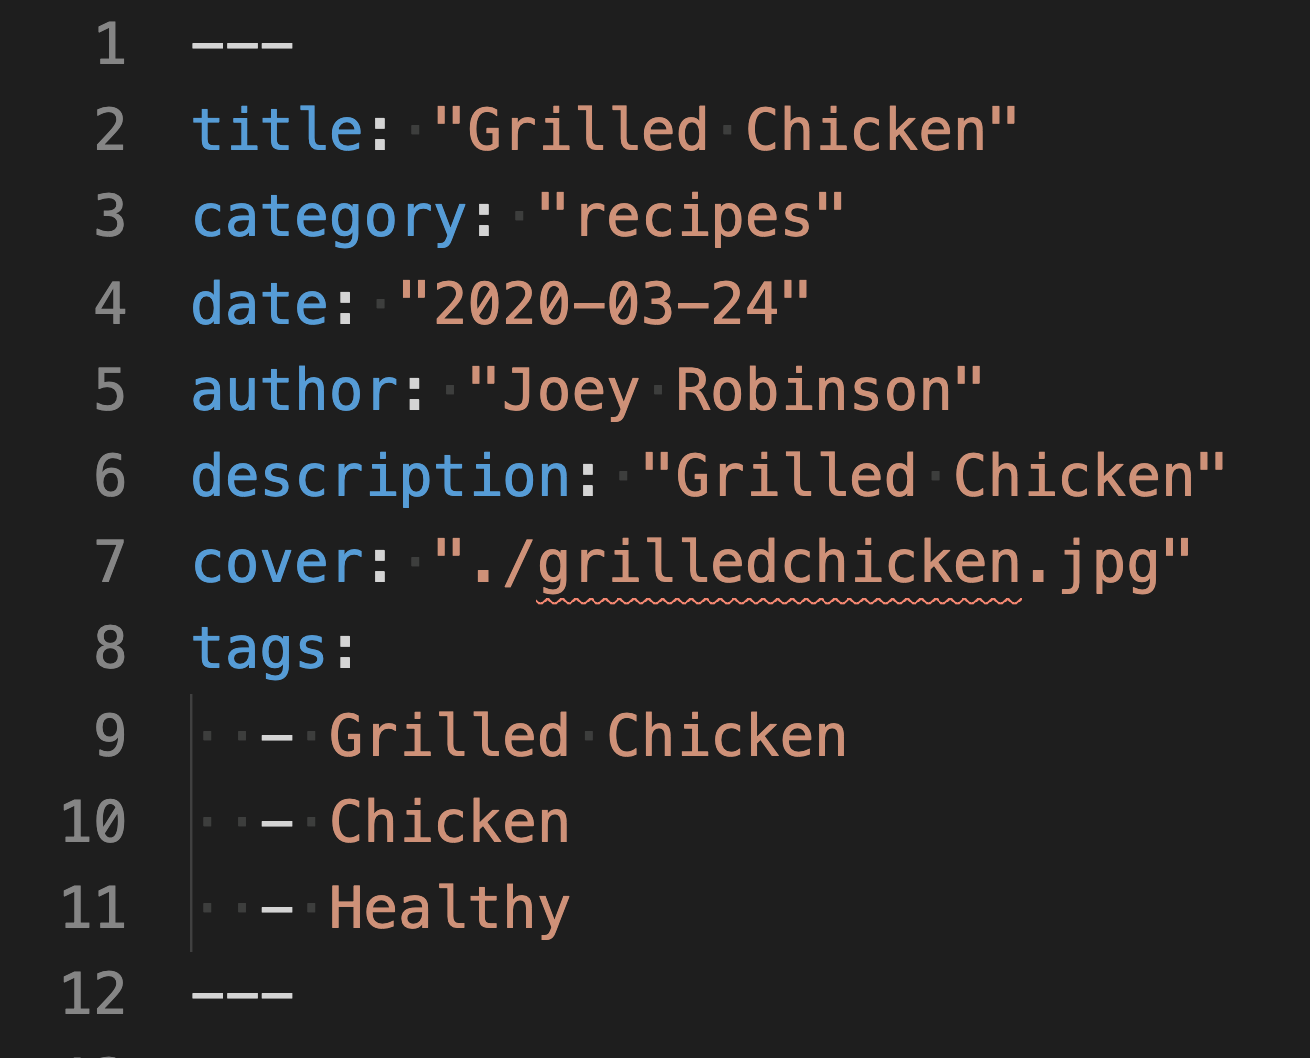 1 ---
2 title: "Grilled Chicken"
3 category: "recipes"
4 date: "2020-03-24"
5 author: "Joey Robinson"
6 description: "Grilled Chicken"
7 cover: "./grilledchicken.jpg"
8 tags:
9   - Grilled Chicken
10   - Chicken
11   - Healthy
12 ---